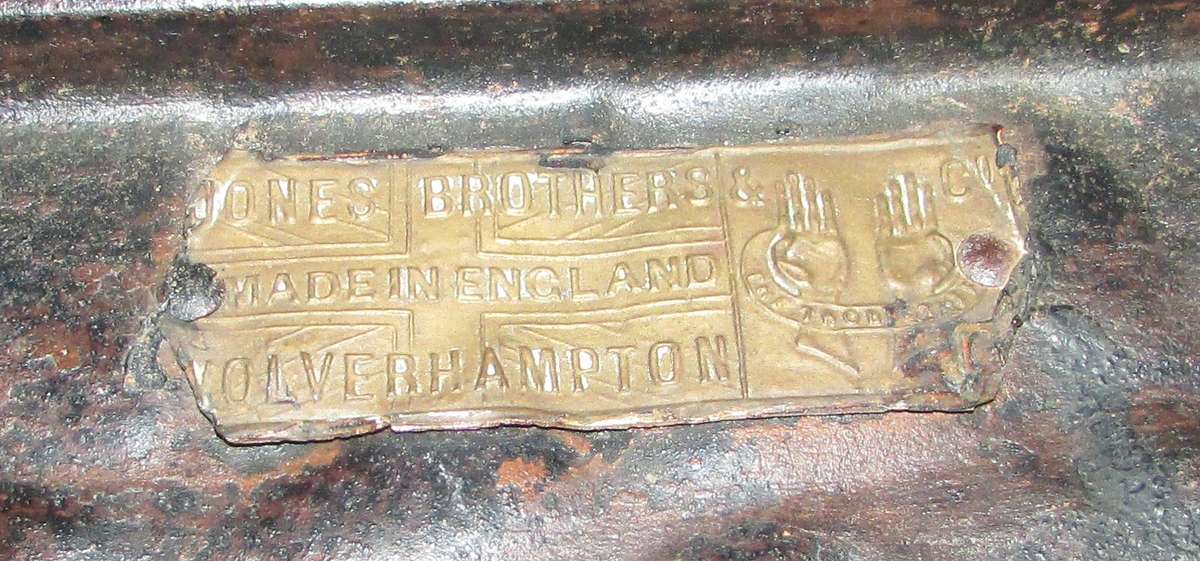 JONES BROTHERS & Co
MADE IN ENGLAND
WOLVERHAMPTON